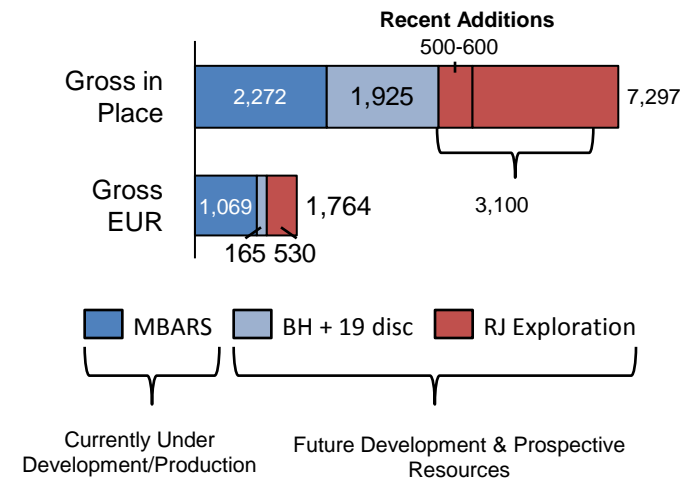 Recent Additions
500-600
Gross in
Place
2,272
1,925
7,297
3,100
Gross
EUR
1,069
1,764
165
530
MBARS
BH + 19 disc
RJ Exploration
Currently Under
Development/Production
Future Development & Prospective
Resources